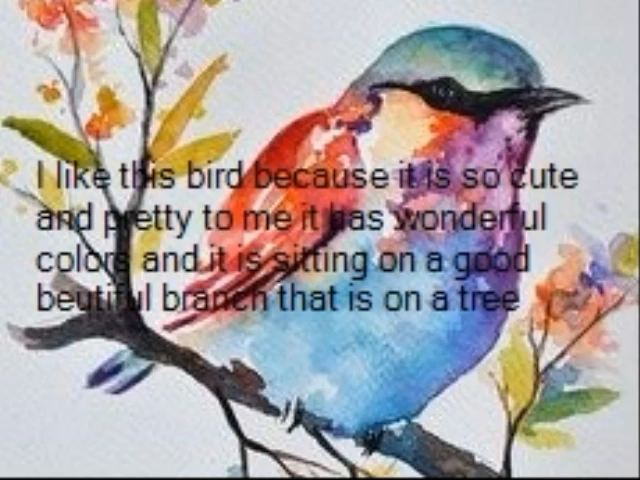 I like this bird because it is so cute
and pretty to me it has wonderful
colors and it is sitting on a good
beutiful branch that is on a tree